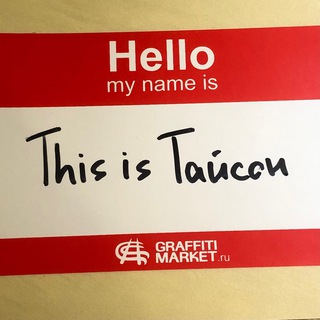 Hello
my name is
This is Тайсон
GRAFFITI
MARKET.ru